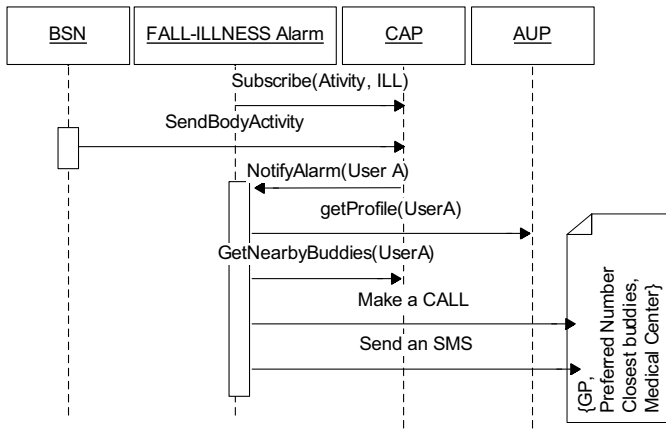 BSN
FALL-ILLNESS Alarm
CAP
AUP
Subscribe(Ativity, ILL)
SendBodyActivity
NotifyAlarm(User A)
getProfile(UserA)
GetNearbyBuddies(UserA)
Make a CALL
Send an SMS
{GP,
Preferred Number
Closest buddies,
Medical Center}